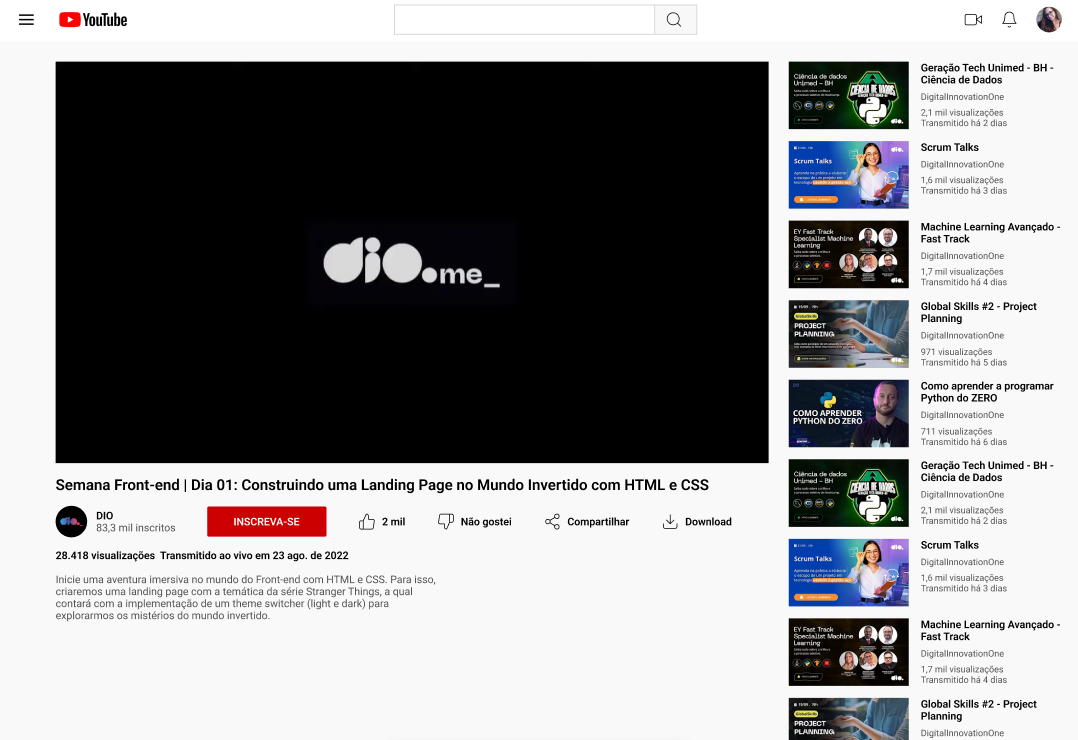 YouTube
dio.me_
Semana Front-end | Dia 01: Construindo uma Landing Page no Mundo Invertido com HTML e CSS
dio.
DIO
83,3 mil inscritos
INSCREVA-SE
2 mil
Não gostei
Compartilhar
Download
28.418 visualizações Transmitido ao vivo em 23 ago. de 2022
Inicie uma aventura imersiva no mundo do Front-end com HTML e CSS. Para isso,
criaremos uma landing page com a temática da série Stranger Things, a qual
contará com a implementação de um theme switcher (light e dark) para
explorarmos os mistérios do mundo invertido.
Ciência de dados
Unimed – BH
CIÊNCIA DE DADOS
dio.
Geração Tech Unimed - BH -
Ciência de Dados
DigitalInnovationOne
2,1 mil visualizações
Transmitido há 2 dias
dio.
Scrum Talks
Scrum Talks
DigitalInnovationOne
1,6 mil visualizações
Transmitido há 3 dias
EY Fast Track
Specialist Machine
Learning
dio.
Machine Learning Avançado -
Fast Track
DigitalInnovationOne
1,7 mil visualizações
Transmitido há 4 dias
GlobalSkills
PROJECT
PLANNING
dio.
Global Skills #2 - Project
Planning
DigitalInnovationOne
971 visualizações
Transmitido há 5 dias
COMO APRENDER
PYTHON DO ZERO
Como aprender a programar
Python do ZERO
DigitalInnovationOne
711 visualizações
Transmitido há 6 dias
Ciência de dados
Unimed – BH
CIÊNCIA DE DADOS
dio.
Geração Tech Unimed - BH -
Ciência de Dados
DigitalInnovationOne
2,1 mil visualizações
Transmitido há 2 dias
dio.
Scrum Talks
Scrum Talks
DigitalInnovationOne
1,6 mil visualizações
Transmitido há 3 dias
EY Fast Track
Specialist Machine
Learning
dio.
Machine Learning Avançado -
Fast Track
DigitalInnovationOne
1,7 mil visualizações
Transmitido há 4 dias
GlobalSkills
PROJECT
PLANNING
Global Skills #2 - Project
Planning
DigitalInnovationOne